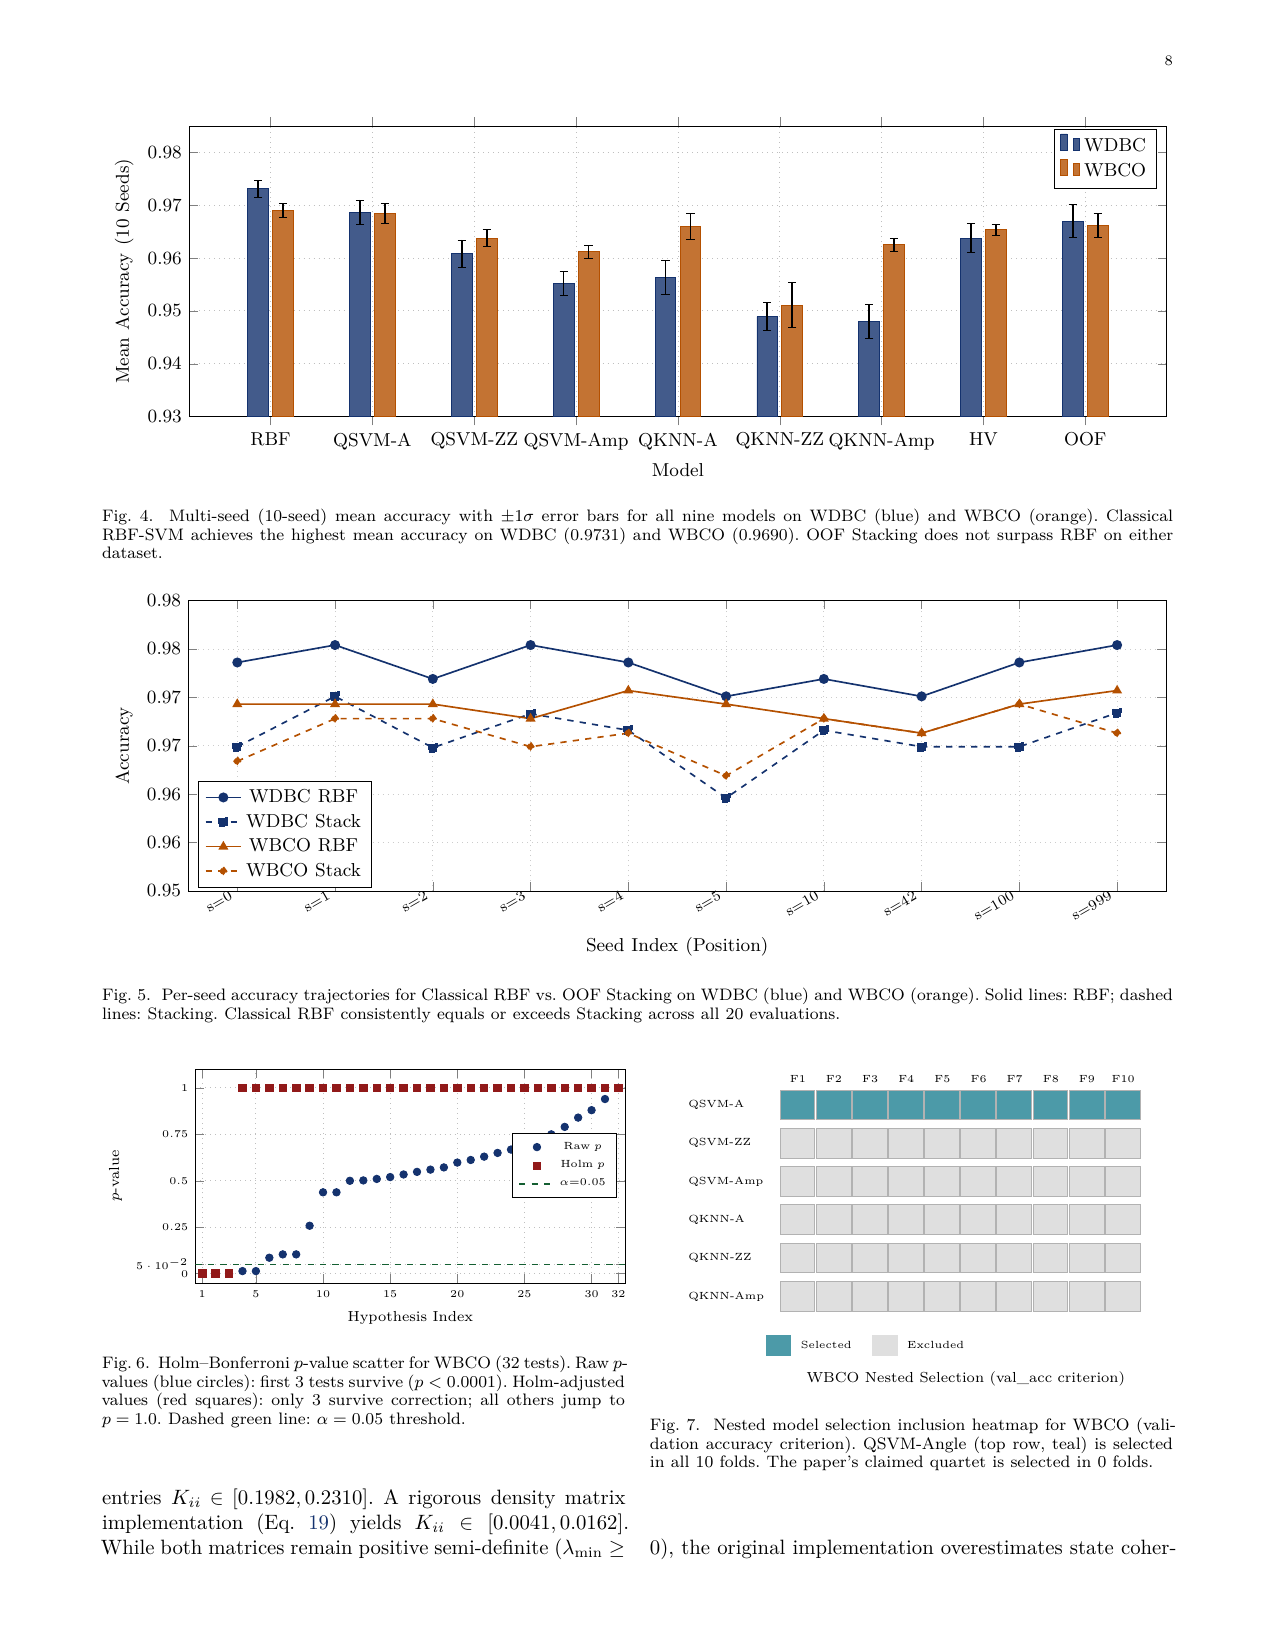 8
0.98
0.97
0.96
0.95
0.94
0.93
Mean Accuracy (10 Seeds)
WDBC
WBCO
RBF QSVM-A QSVM-ZZ QSVM-Amp QKNN-A QKNN-ZZ QKNN-Amp HV OOF
Model
Fig. 4. Multi-seed (10-seed) mean accuracy with ±1σ error bars for all nine models on WDBC (blue) and WBCO (orange). Classical
RBF-SVM achieves the highest mean accuracy on WDBC (0.9731) and WBCO (0.9690). OOF Stacking does not surpass RBF on either
dataset.
0.98
0.98
0.97
0.97
0.96
0.96
0.95
Accuracy
WDBC RBF
WDBC Stack
WBCO RBF
WBCO Stack
s=0 s=1 s=2 s=3 s=4 s=5 s=10 s=42 s=100 s=999
Seed Index (Position)
Fig. 5. Per-seed accuracy trajectories for Classical RBF vs. OOF Stacking on WDBC (blue) and WBCO (orange). Solid lines: RBF; dashed
lines: Stacking. Classical RBF consistently equals or exceeds Stacking across all 20 evaluations.
1
0.75
0.5
0.25
5 · 10−2
0
p-value
Raw p
Holm p
α=0.05
1 5 10 15 20 25 30 32
Hypothesis Index
Fig. 6. Holm–Bonferroni p-value scatter for WBCO (32 tests). Raw p-
values (blue circles): first 3 tests survive (p < 0.0001). Holm-adjusted
values (red squares): only 3 survive correction; all others jump to
p = 1.0. Dashed green line: α = 0.05 threshold.
entries Kii ∈ [0.1982, 0.2310]. A rigorous density matrix
implementation (Eq. 19) yields Kii ∈ [0.0041, 0.0162].
While both matrices remain positive semi-definite (λmin ≥
F1 F2 F3 F4 F5 F6 F7 F8 F9 F10
QSVM-A
QSVM-ZZ
QSVM-Amp
QKNN-A
QKNN-ZZ
QKNN-Amp
Selected Excluded
WBCO Nested Selection (val_acc criterion)
Fig. 7. Nested model selection inclusion heatmap for WBCO (vali-
dation accuracy criterion). QSVM-Angle (top row, teal) is selected
in all 10 folds. The paper's claimed quartet is selected in 0 folds.
0), the original implementation overestimates state coher-